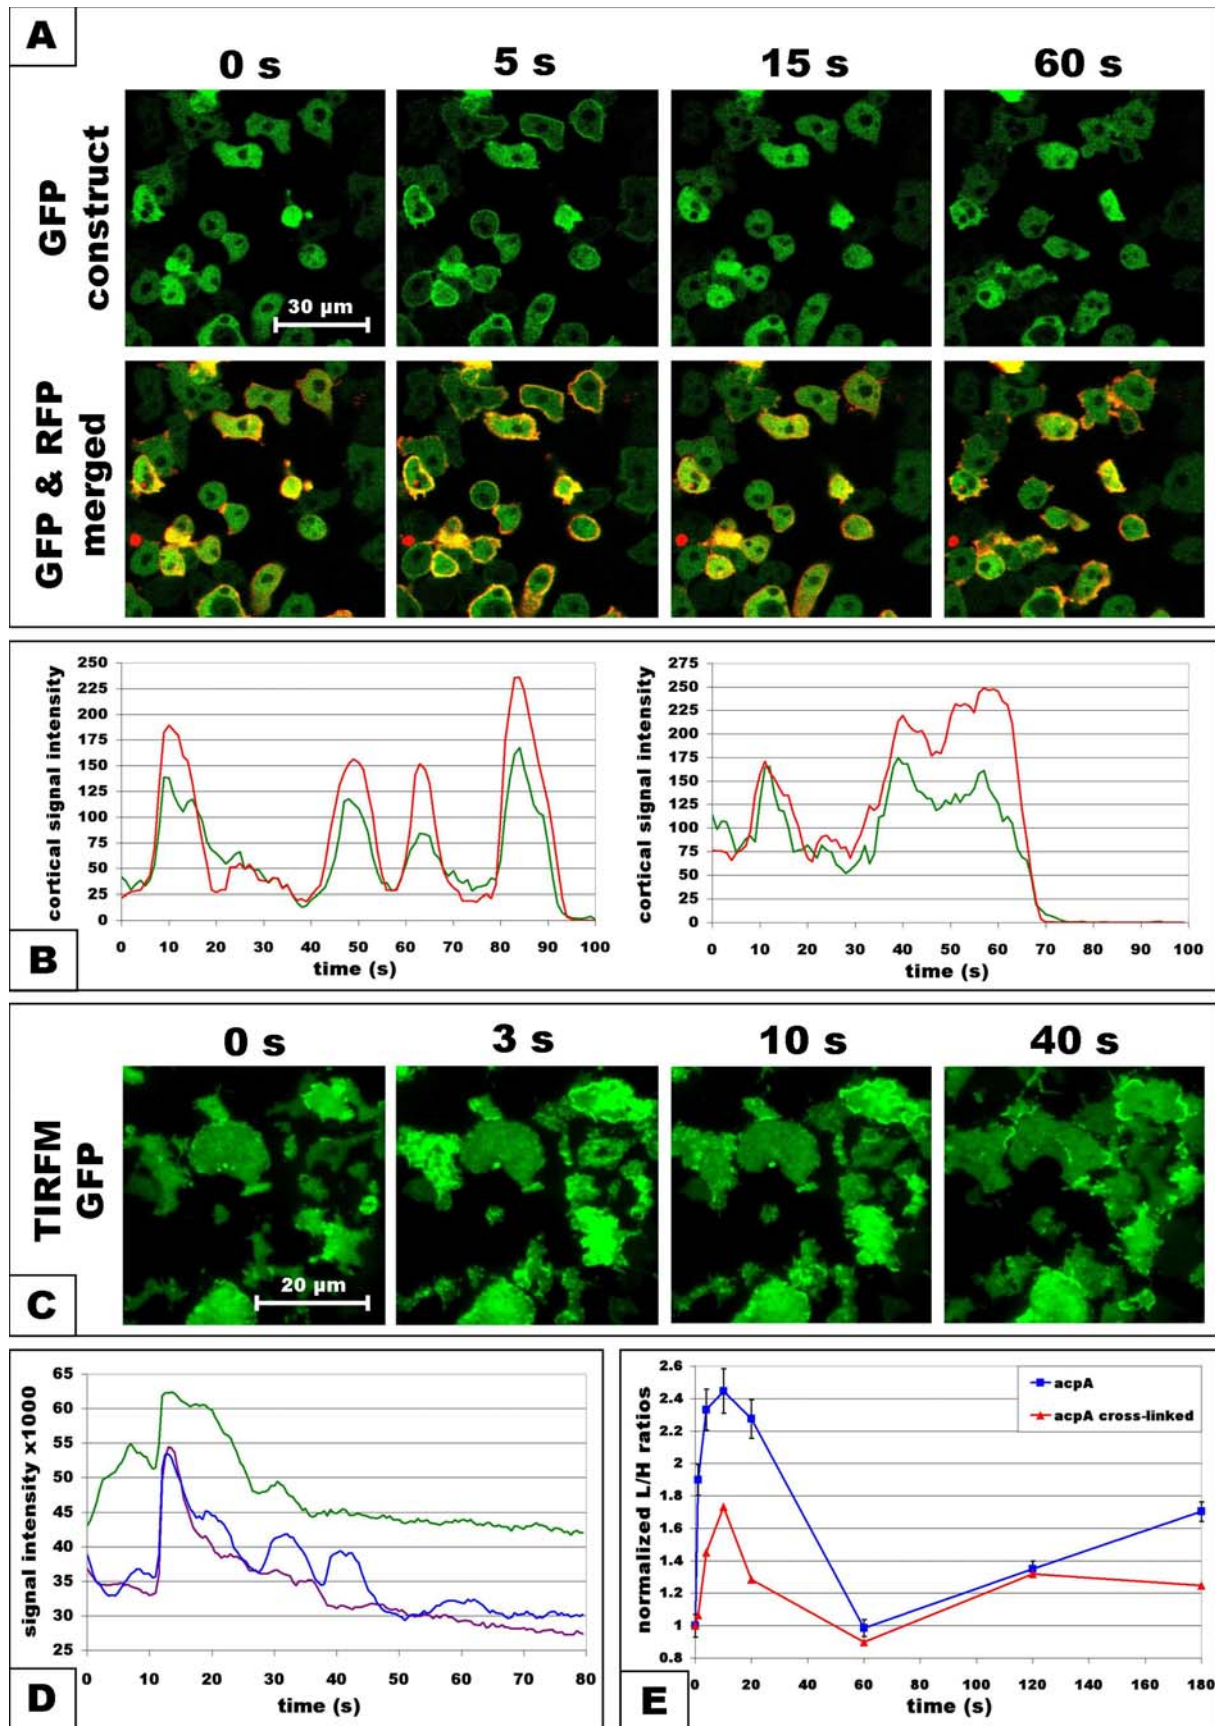 A
0 s 5 s 15 s 60 s
GFP
construct
30 µm
GFP & RFP
merged
B
cortical signal intensity
250
225
200
175
150
125
100
75
50
25
0
0 10 20 30 40 50 60 70 80 90 100
time (s)
cortical signal intensity
275
250
225
200
175
150
125
100
75
50
25
0
0 10 20 30 40 50 60 70 80 90 100
time (s)
0 s 3 s 10 s 40 s
TIRFM
GFP
20 µm
C
signal intensity x1000
65
60
55
50
45
40
35
30
25
0 10 20 30 40 50 60 70 80
time (s)
D
normalized L/H ratios
2.6
2.4
2.2
2
1.8
1.6
1.4
1.2
1
0.8
acpA
acpA cross-linked
0 20 40 60 80 100 120 140 160 180
time (s)
E